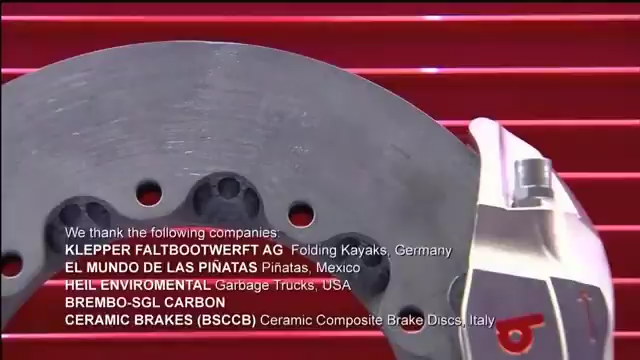 We thank the following companies:
KLEPPER FALTBOOTWERFT AG Folding Kayaks, Germany
EL MUNDO DE LAS PIÑATAS Piñatas, Mexico
HEIL ENVIROMENTAL Garbage Trucks, USA
BREMBO-SGL CARBON
CERAMIC BRAKES (BSCCB) Ceramic Composite Brake Discs, Italy